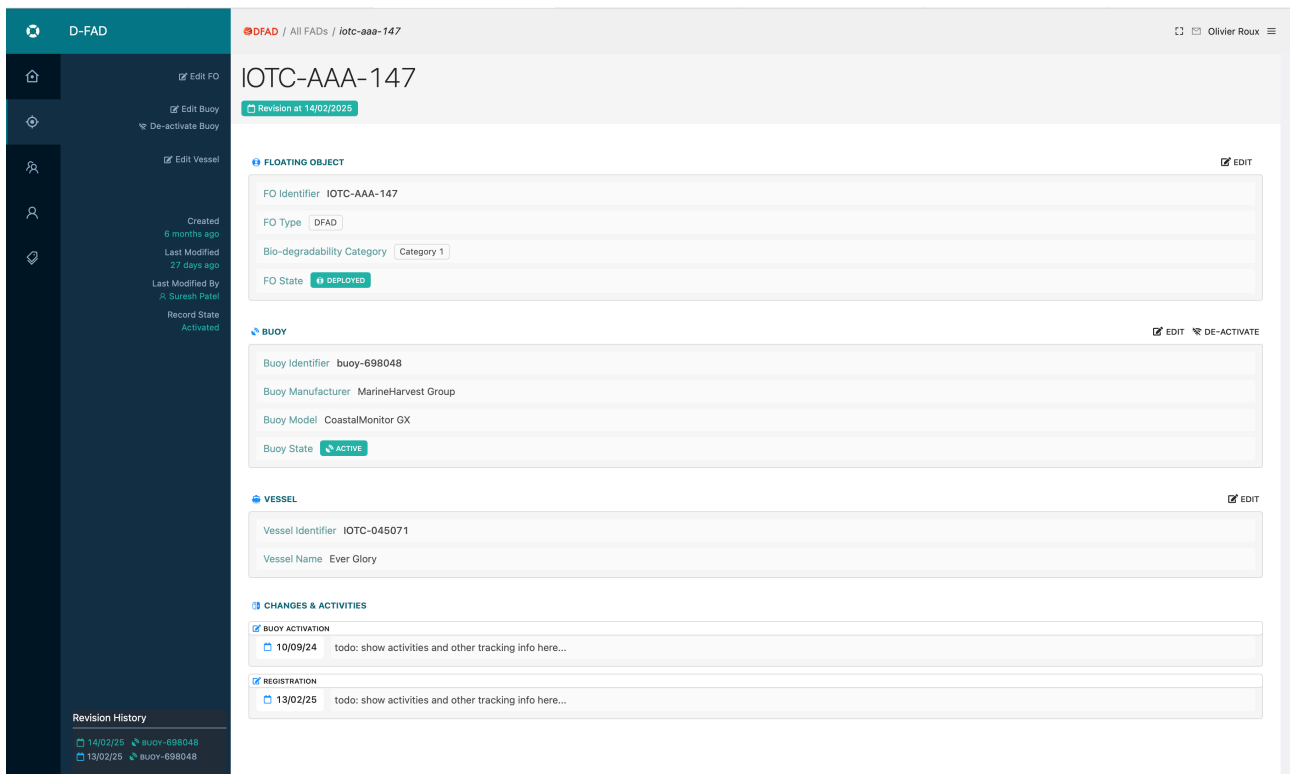 D-FAD
DFAD / All FADs / iotc-aaa-147
Olivier Roux
Edit FO
Edit Buoy
De-activate Buoy
Edit Vessel
Created
6 months ago
Last Modified
27 days ago
Last Modified By
Suresh Patel
Record State
Activated
Revision History
14/02/25 BUOY-698048
13/02/25 BUOY-698048
IOTC-AAA-147
Revision at 14/02/2025
FLOATING OBJECT EDIT
FO Identifier IOTC-AAA-147
FO Type DFAD
Bio-degradability Category Category 1
FO State DEPLOYED
BUOY EDIT DE-ACTIVATE
Buoy Identifier buoy-698048
Buoy Manufacturer MarineHarvest Group
Buoy Model CoastalMonitor GX
Buoy State ACTIVE
VESSEL EDIT
Vessel Identifier IOTC-045071
Vessel Name Ever Glory
CHANGES & ACTIVITIES
BUOY ACTIVATION
10/09/24 todo: show activities and other tracking info here...
REGISTRATION
13/02/25 todo: show activities and other tracking info here...